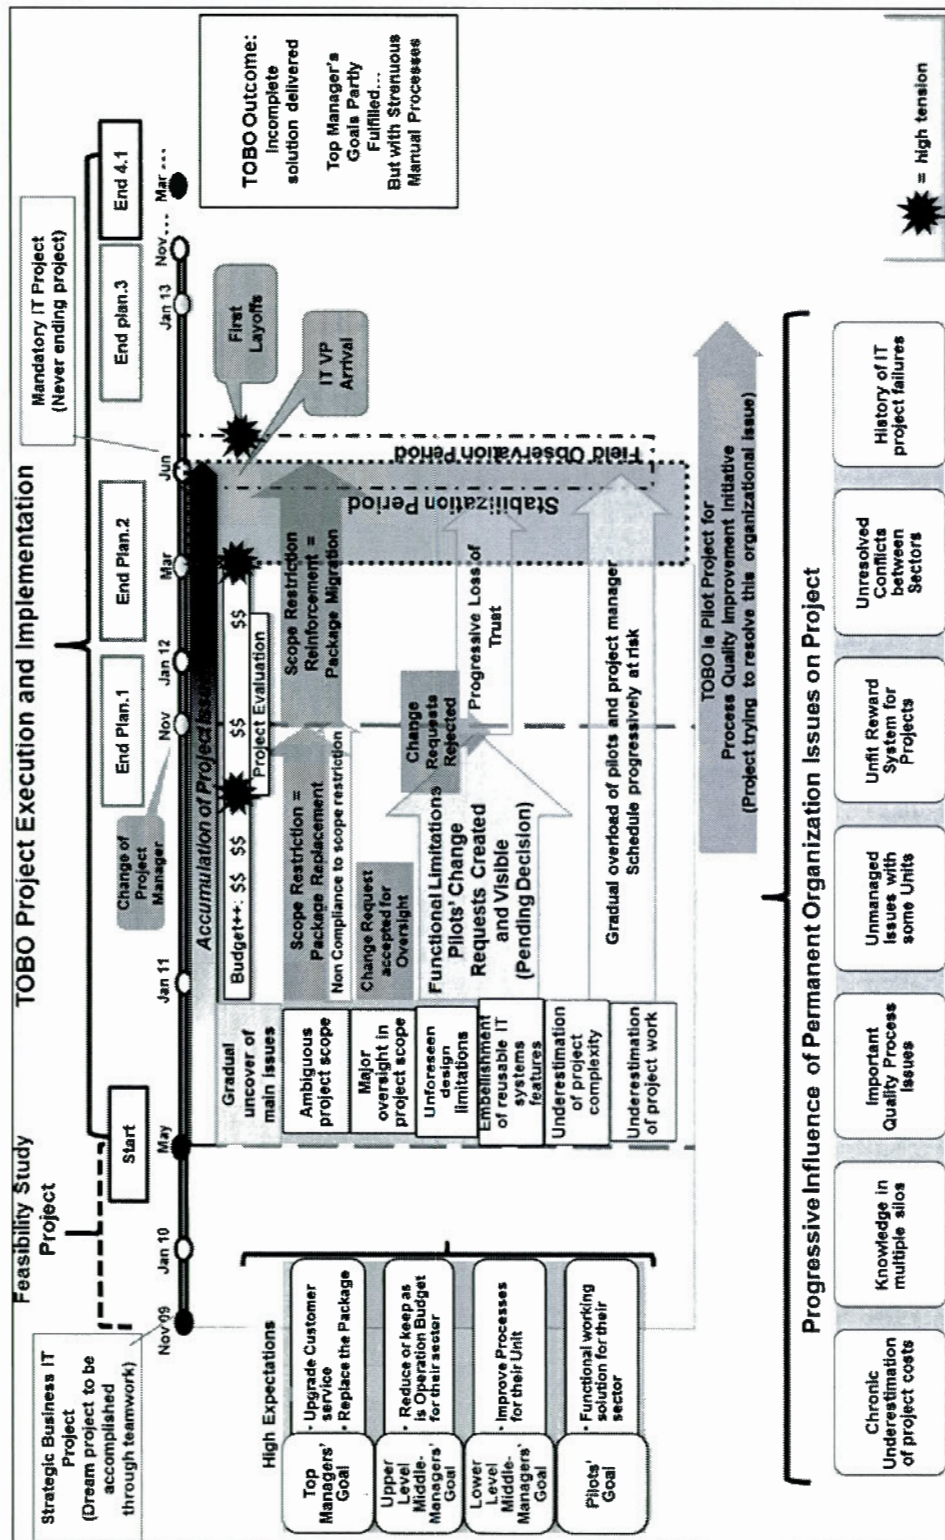 Strategic Business IT
Project
(Dream project to be
accomplished
through teamwork)
Feasibility Study
Project
TOBO Project Execution and Implementation
Mandatory IT Project
(Never ending project)
Start
End Plan.1
End Plan.2
End plan.3
End 4.1
Nov 09
Jan 10
May
Jan 11
Nov
Jan 12
Mar
Jun
Jan 13
Nov...
Mar ...
Change of
Project
Manager
Accumulation of Project Issues
First
Layoffs
IT VP
Arrival
TOBO Outcome:
Incomplete
solution delivered
Top Manager's
Goals Partly
Fulfilled...
But with Strenuous
Manual Processes
High Expectations
Top
Managers'
Goal
• Upgrade Customer
service
• Replace the Package
Upper
Level
Middle-
Managers'
Goal
• Reduce or keep as
is Operation Budget
for their sector
Lower
Level
Middle-
Managers'
Goal
• Improve Processes
for their Unit
Pilots'
Goal
• Functional working
solution for their
sector
Gradual
uncover of
main issues
Ambiguous
project scope
Major
oversight in
project scope
Unforeseen
design
limitations
Embellishment
of reusable IT
systems
features
Underestimation
of project
complexity
Underestimation
of project work
Budget++: $$ $$ $$ $$ $$
Project Evaluation
Scope Restriction =
Package Replacement
Non Compliance to scope restriction
Scope Restriction
Reinforcement =
Package Migration
Change Request
accepted for
Oversight
Functional Limitations
Pilots' Change
Requests Created
and Visible
(Pending Decision)
Change
Requests
Rejected
Progressive Loss of
Trust
Gradual overload of pilots and project manager
Schedule progressively at risk
Stabilization Period
Field Observation Period
TOBO is Pilot Project for
Process Quality Improvement Initiative
(Project trying to resolve this organizational issue)
Progressive Influence of Permanent Organization Issues on Project
Chronic
Underestimation
of project costs
Knowledge in
multiple silos
Important
Quality Process
Issues
Unmanaged
Issues with
some Units
Unfit Reward
System for
Projects
Unresolved
Conflicts
between
Sectors
History of IT
project failures
= high tension